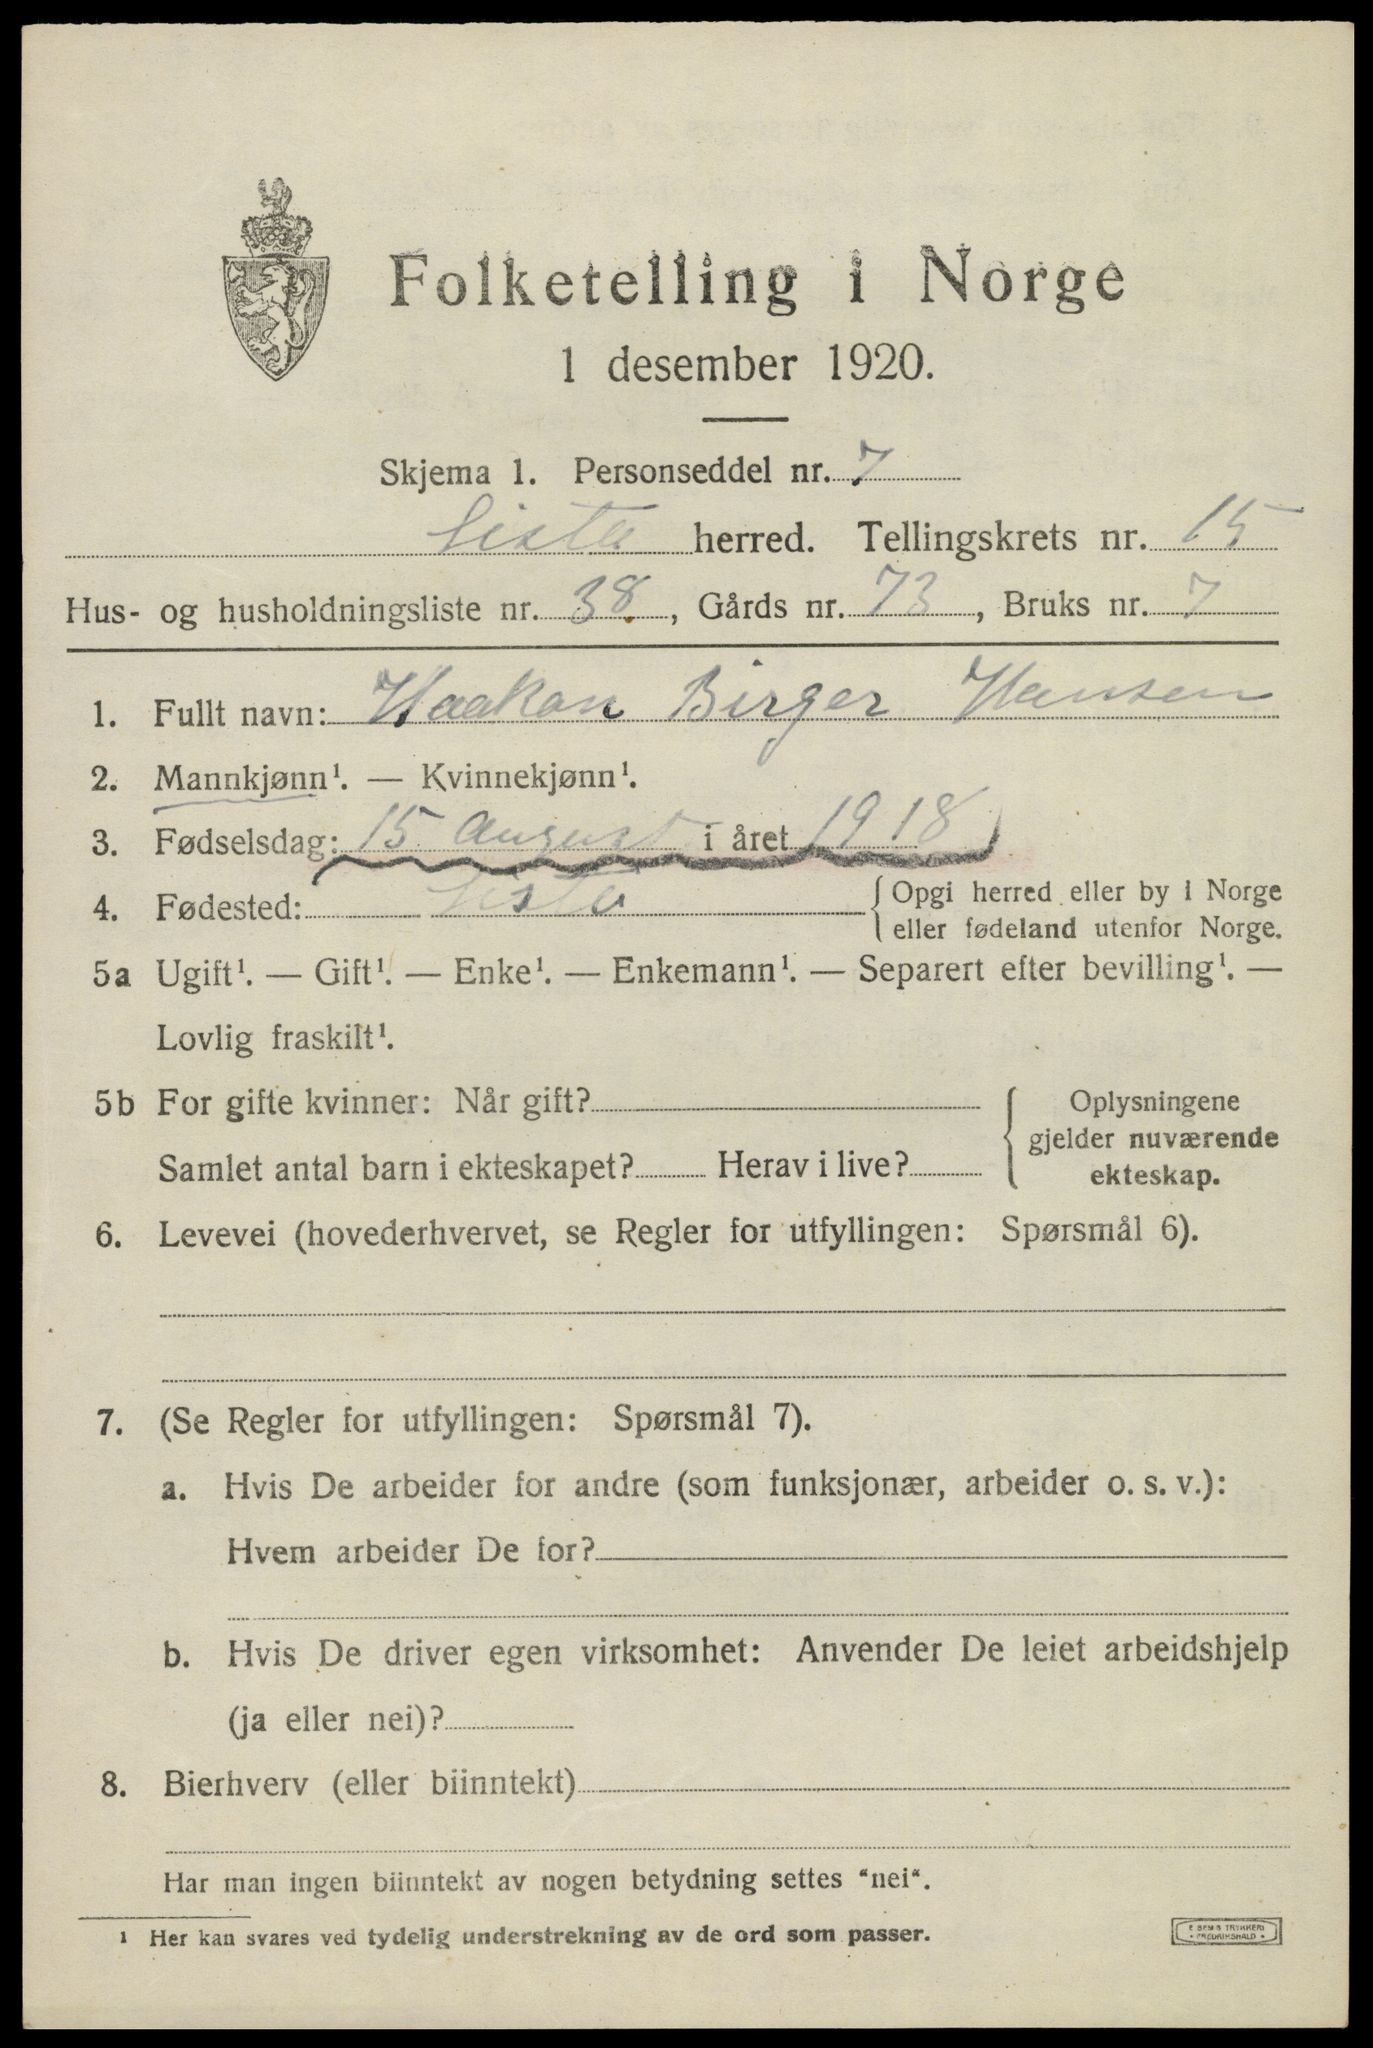 Folketelling i Norge
1 desember 1920.
Skjema 1. Personseddel nr. 7
Lista herred. Tellingskrets nr. 15
Hus- og husholdningsliste nr. 38, Gårds nr. 73, Bruks nr. 7
1. Fullt navn: Haakon Birger Hansen
2. Mannkjønn¹. — Kvinnekjønn¹.
3. Fødselsdag: 15 August i året 1918
4. Fødested: Lista { Opgi herred eller by i Norge
eller fødeland utenfor Norge.
5a Ugift¹. — Gift¹. — Enke¹. — Enkemann¹. — Separert efter bevilling¹. —
Lovlig fraskilt¹.
5b For gifte kvinner: Når gift? { Oplysningene
gjelder nuværende
Samlet antal barn i ekteskapet? Herav i live? ekteskap.
6. Levevei (hovederhvervet, se Regler for utfyllingen: Spørsmål 6).
7. (Se Regler for utfyllingen: Spørsmål 7).
a. Hvis De arbeider for andre (som funksjonær, arbeider o. s. v.):
Hvem arbeider De for?
b. Hvis De driver egen virksomhet: Anvender De leiet arbeidshjelp
(ja eller nei)?
8. Bierhverv (eller biinntekt)
Har man ingen biinntekt av nogen betydning settes "nei".
¹ Her kan svares ved tydelig understrekning av de ord som passer.
E SEMS TRYKKERI
• FREDRIKSHALD •